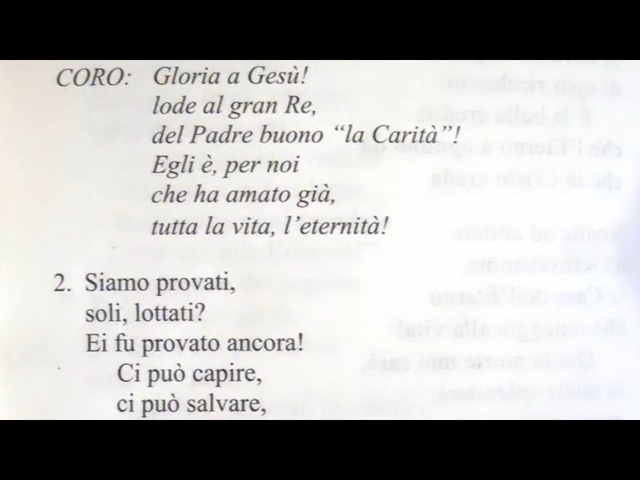 CORO: Gloria a Gesù!
lode al gran Re,
del Padre buono “la Carità”!
Egli è, per noi
che ha amato già,
tutta la vita, l’eternità!
2. Siamo provati,
soli, lottati?
Ei fu provato ancora!
Ci può capire,
ci può salvare,